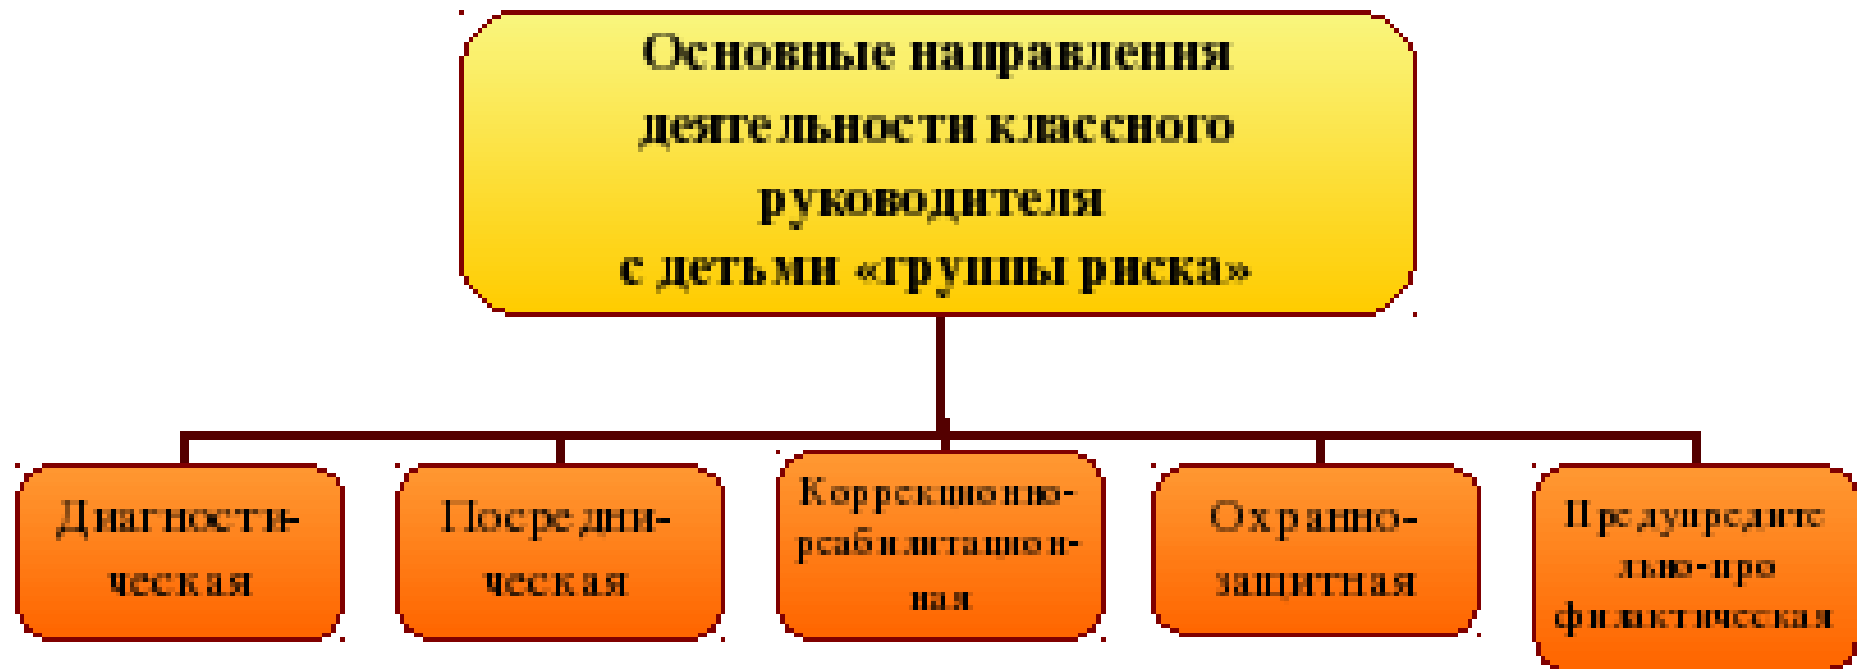 Основные направления
деятельности классного
руководителя
с детьми «группы риска»
Диагности-
ческая
Посредни-
ческая
Коррекционно-
реабилитацион-
ная
Охранно-
защитная
Предупредите
льно-про
филактическая